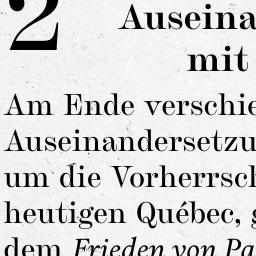 2 Auseina
mit
Am Ende verschie
Auseinandersetzu
um die Vorherrsch
heutigen Québec, g
dem Frieden von Pa